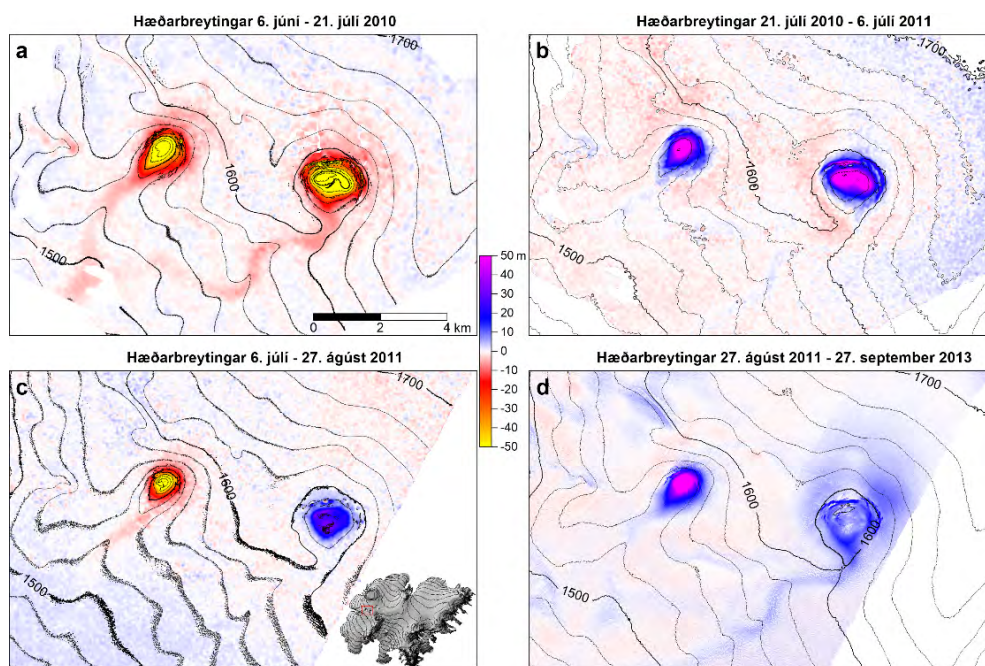 Hæðarbreytingar 6. júní - 21. júlí 2010
Hæðarbreytingar 21. júlí 2010 - 6. júlí 2011
a
1700
1600
1500
0 2 4 km
b
1700
1600
1500
50 m
40
30
20
10
0
-10
-20
-30
-40
-50
Hæðarbreytingar 6. júlí - 27. ágúst 2011
Hæðarbreytingar 27. ágúst 2011 - 27. september 2013
c
1700
1600
1500
d
1700
1600
1600
1500